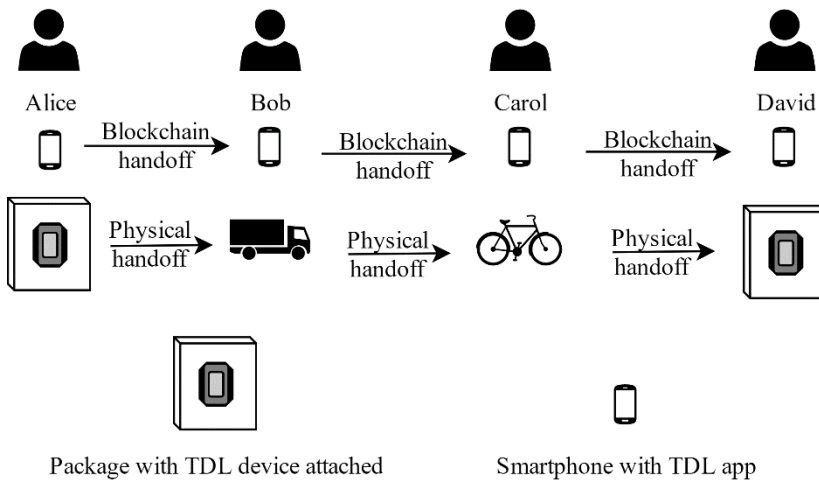 Alice
Bob
Carol
David
Blockchain
handoff
Blockchain
handoff
Blockchain
handoff
Physical
handoff
Physical
handoff
Physical
handoff
Package with TDL device attached
Smartphone with TDL app